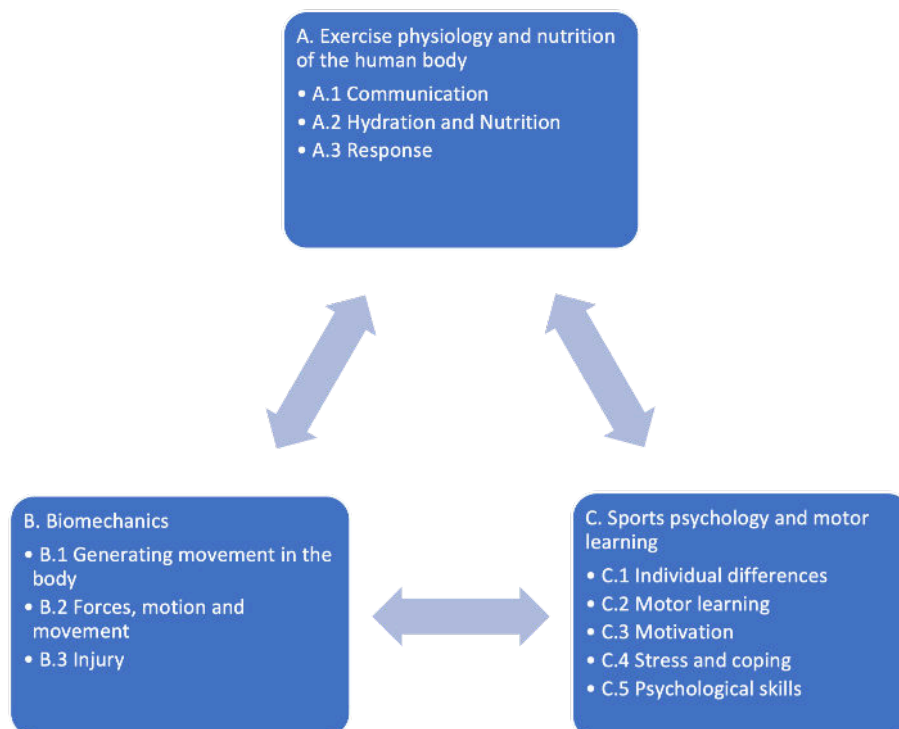 A. Exercise physiology and nutrition
of the human body
• A.1 Communication
• A.2 Hydration and Nutrition
• A.3 Response
B. Biomechanics
• B.1 Generating movement in the
body
• B.2 Forces, motion and
movement
• B.3 Injury
C. Sports psychology and motor
learning
• C.1 Individual differences
• C.2 Motor learning
• C.3 Motivation
• C.4 Stress and coping
• C.5 Psychological skills